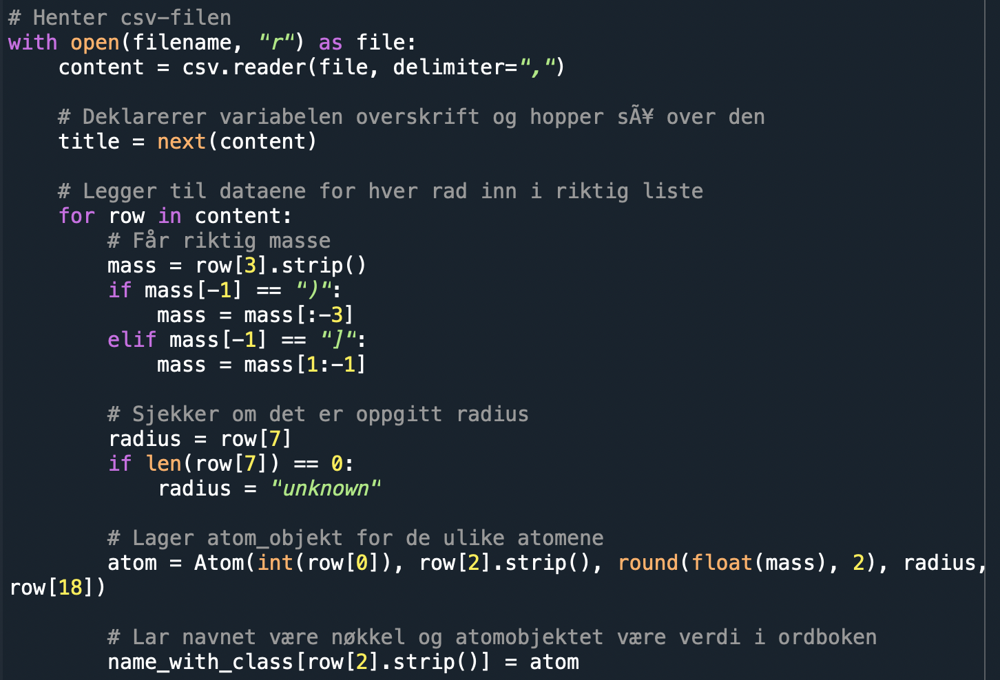 # Henter csv-filen
with open(filename, "r") as file:
    content = csv.reader(file, delimiter=",")

    # Deklarerer variabelen overskrift og hopper sÃ¥ over den
    title = next(content)

    # Legger til dataene for hver rad inn i riktig liste
    for row in content:
        # Får riktig masse
        mass = row[3].strip()
        if mass[-1] == ")":
            mass = mass[:-3]
        elif mass[-1] == "]":
            mass = mass[1:-1]

        # Sjekker om det er oppgitt radius
        radius = row[7]
        if len(row[7]) == 0:
            radius = "unknown"

        # Lager atom_objekt for de ulike atomene
        atom = Atom(int(row[0]), row[2].strip(), round(float(mass), 2), radius,
row[18])

        # Lar navnet være nøkkel og atomobjektet være verdi i ordboken
        name_with_class[row[2].strip()] = atom